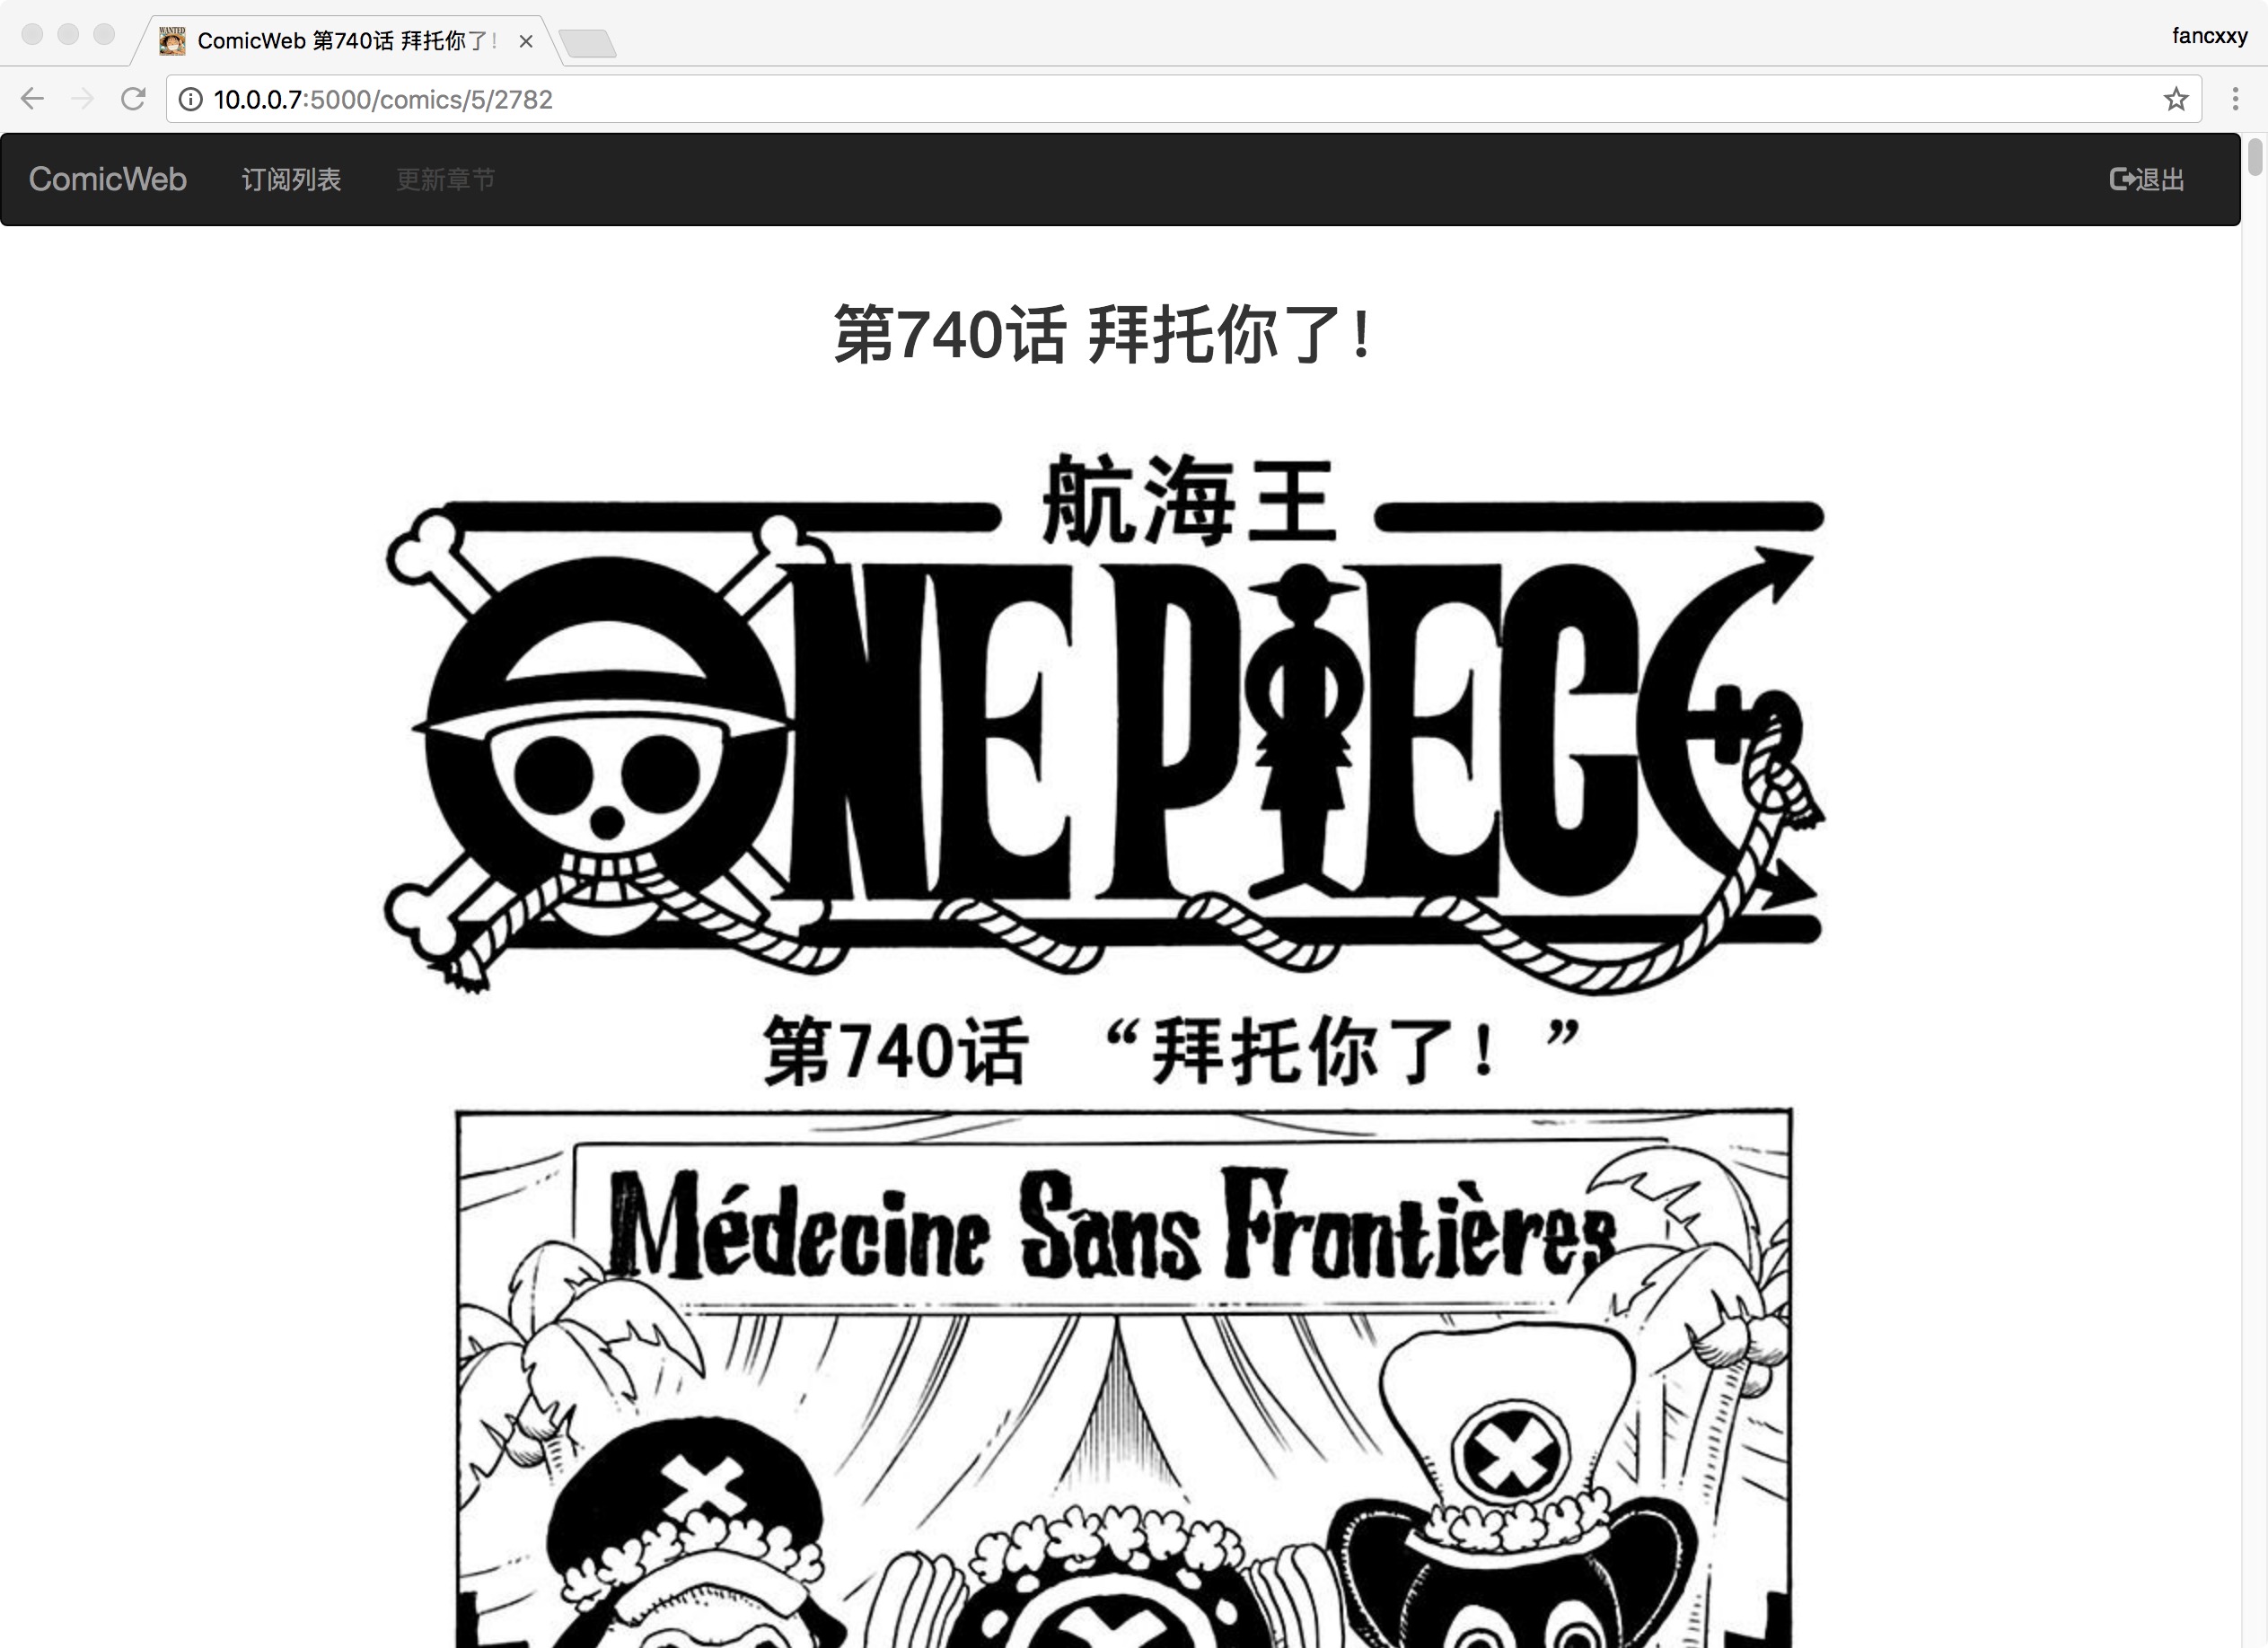 WANTED
ComicWeb 第740话 拜托你了!
fancxxy
10.0.0.7:5000/comics/5/2782
ComicWeb 订阅列表 更新章节 退出
第740话 拜托你了!
航海王
ONE PIECE
第740话 “拜托你了！”
Médecine Sans Frontières